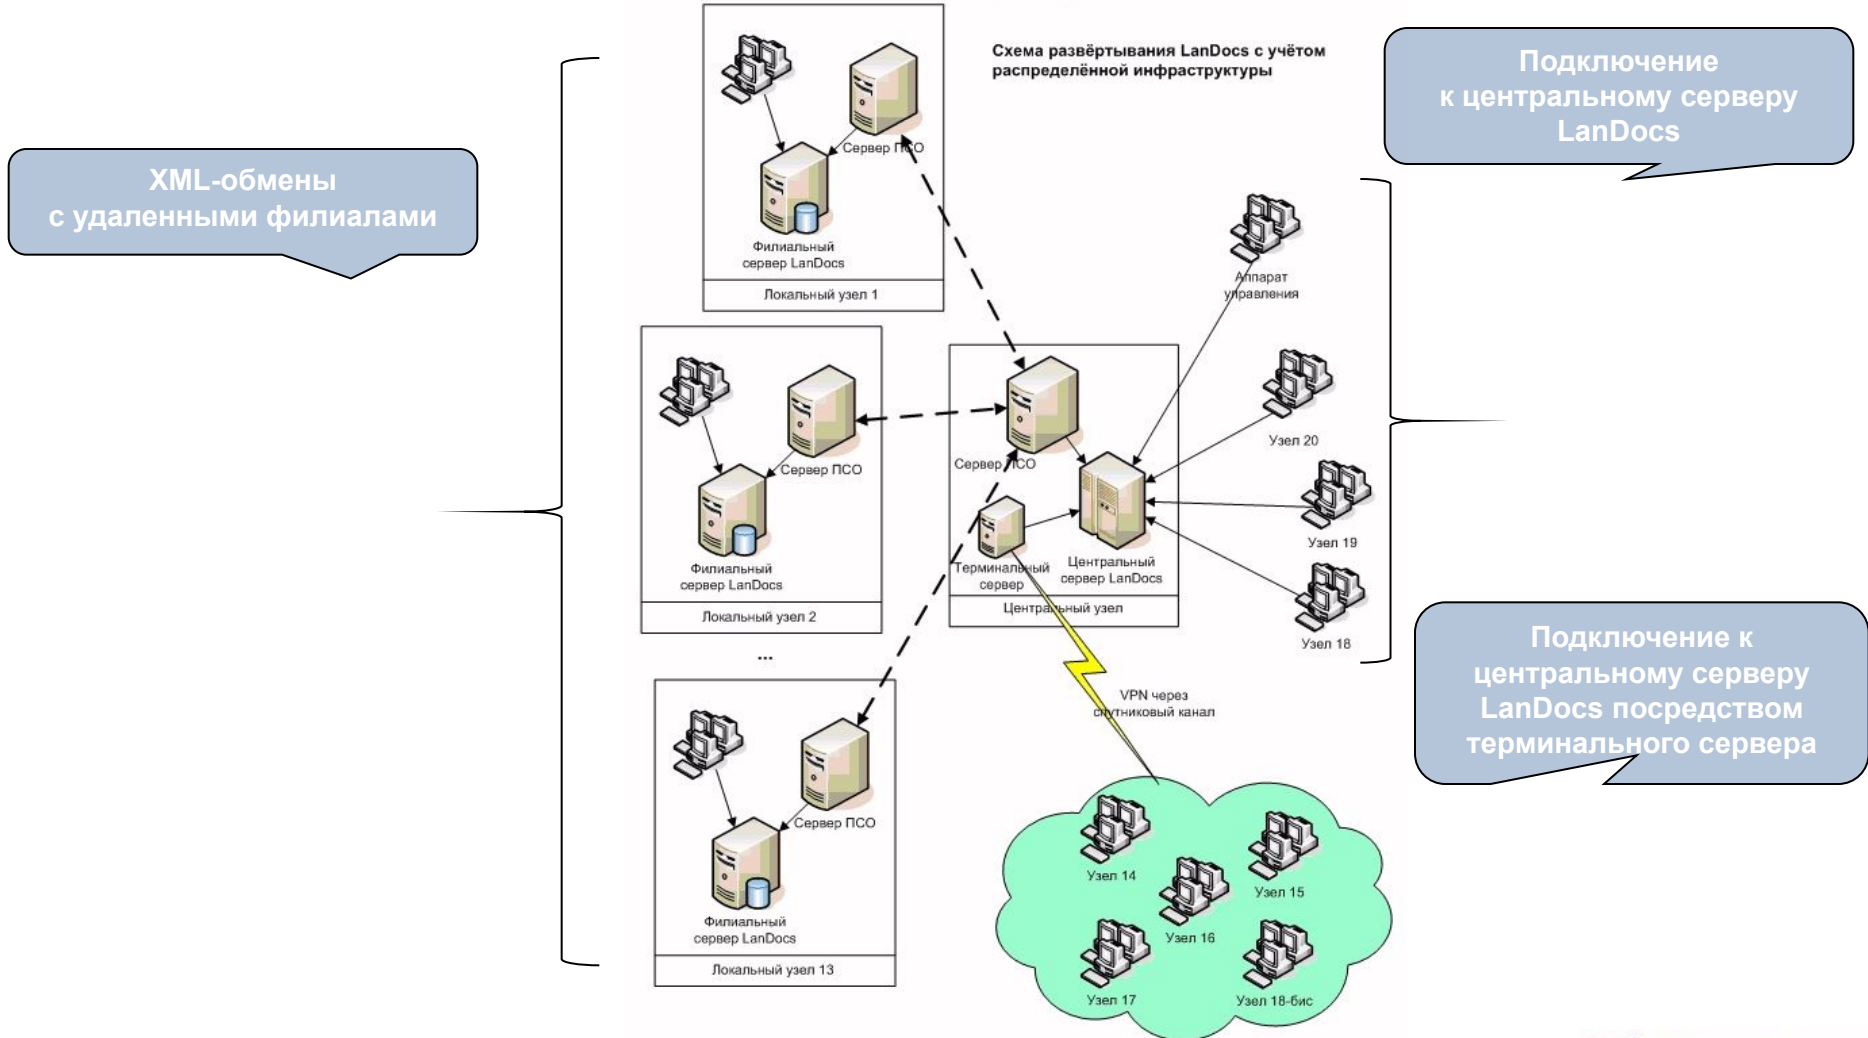 Схема развёртывания LanDocs с учётом
распределённой инфраструктуры
Подключение
к центральному серверу
LanDocs
XML-обмены
с удаленными филиалами
Сервер ПСО
Филиальный
сервер LanDocs
Локальный узел 1
Аппарат
управления
Сервер ПСО
Филиальный
сервер LanDocs
Локальный узел 2
...
Сервер ПСО
Терминальный
сервер
Центральный
сервер LanDocs
Центральный узел
Узел 20
Узел 19
Узел 18
Подключение к
центральному серверу
LanDocs посредством
терминального сервера
VPN через
спутниковый канал
Сервер ПСО
Филиальный
сервер LanDocs
Локальный узел 13
Узел 14
Узел 15
Узел 16
Узел 17
Узел 18-бис